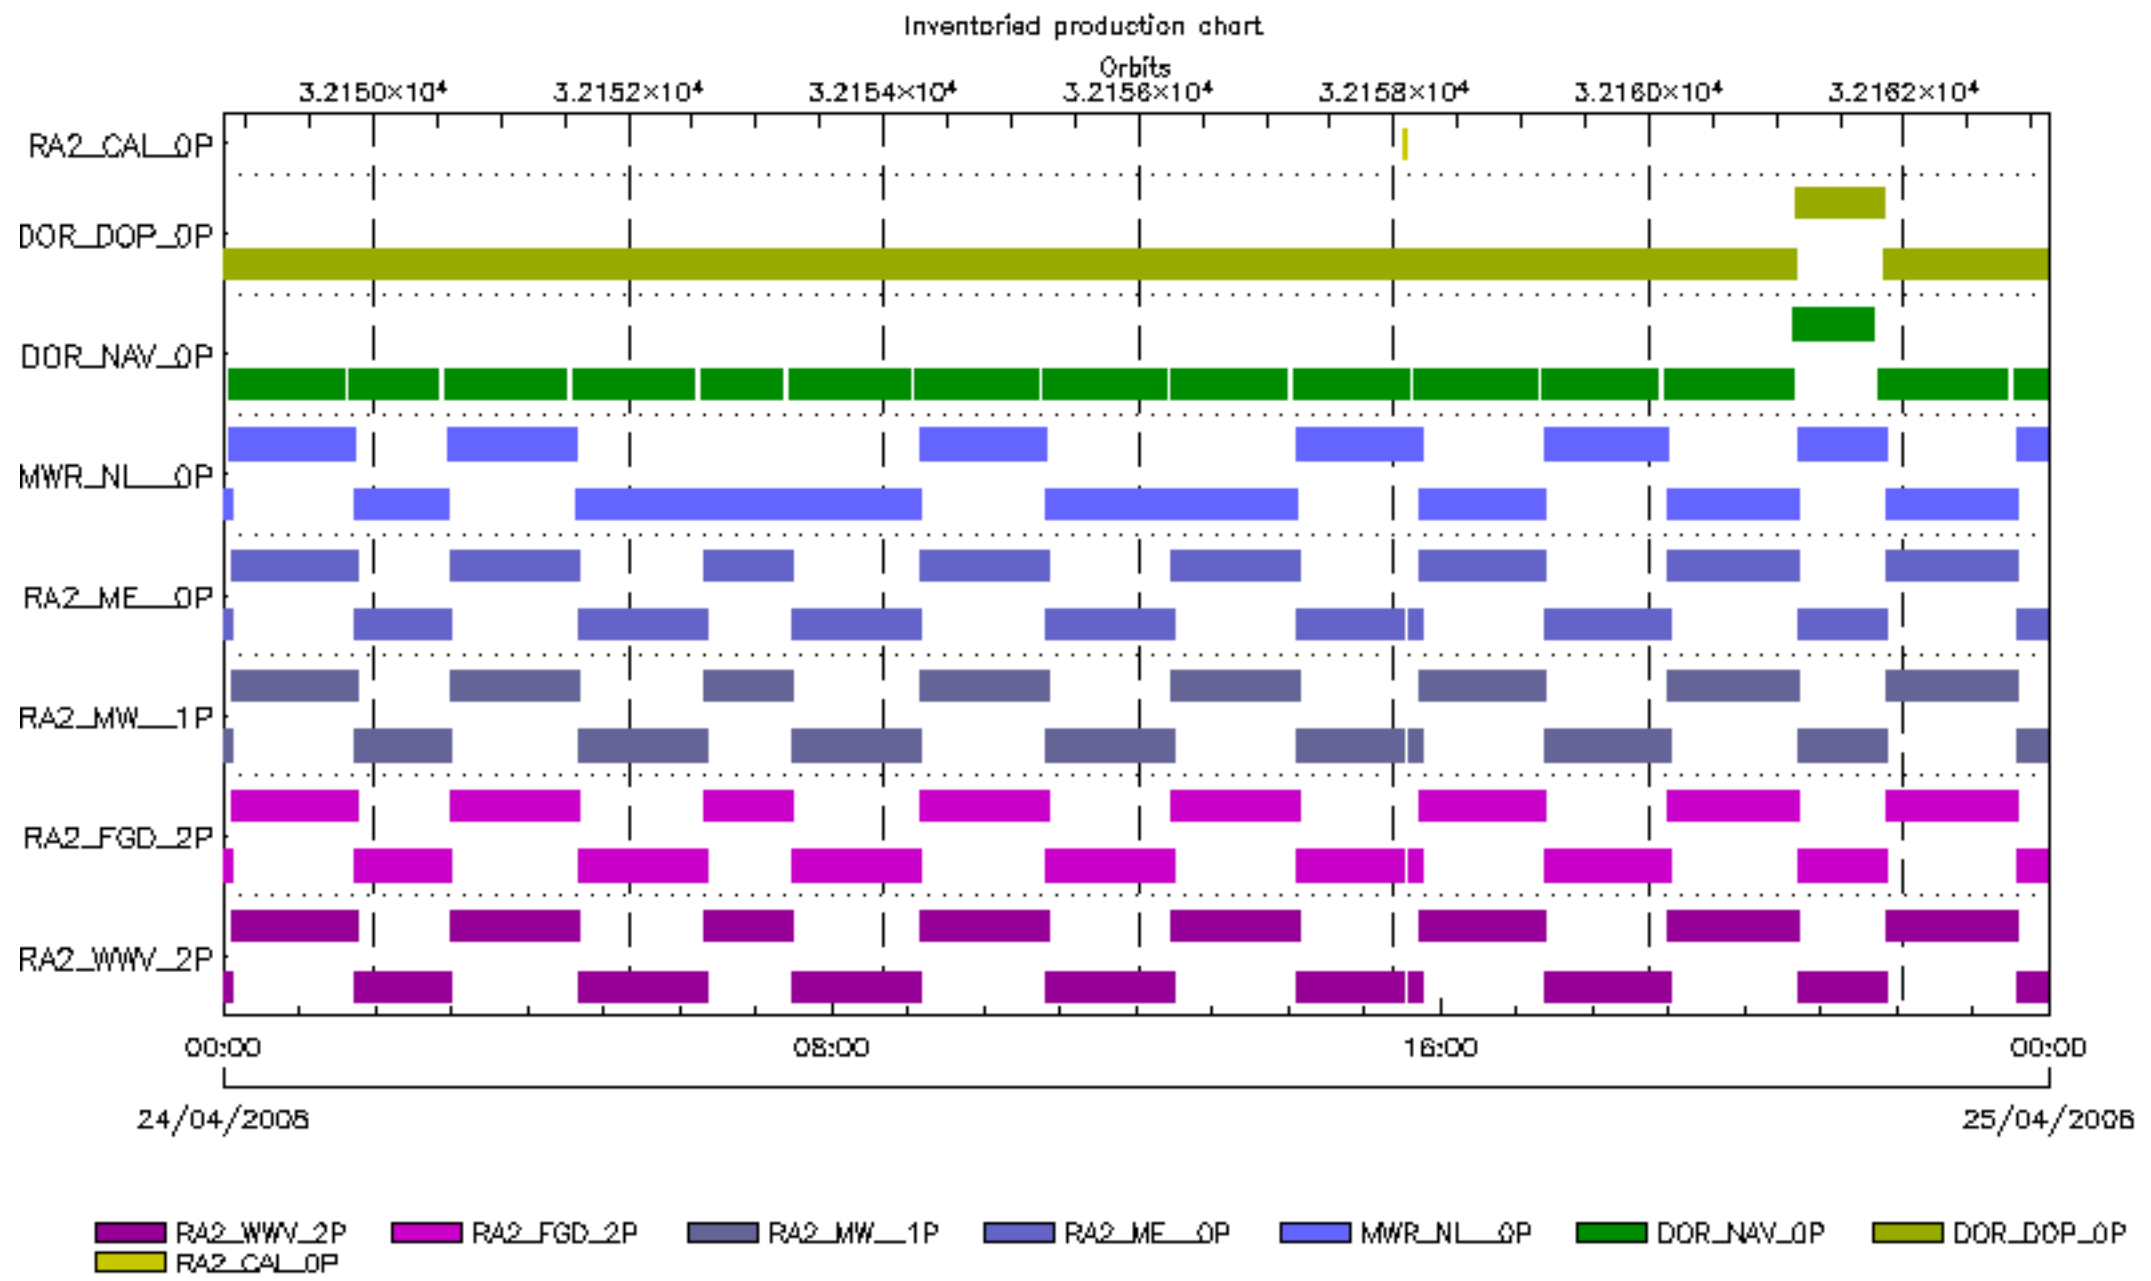 Inventoried production chart
Orbits
3.2150×10⁴ 3.2152×10⁴ 3.2154×10⁴ 3.2156×10⁴ 3.2158×10⁴ 3.2160×10⁴ 3.2162×10⁴
RA2_CAL_0P
DOR_DOP_0P
DOR_NAV_0P
MWR_NL__0P
RA2_ME__0P
RA2_MW__1P
RA2_FGD_2P
RA2_WWV_2P
00:00 08:00 16:00 00:00
24/04/2008 25/04/2008
RA2_WWV_2P RA2_FGD_2P RA2_MW__1P RA2_ME__0P MWR_NL__0P DOR_NAV_0P DOR_DOP_0P
RA2_CAL_0P